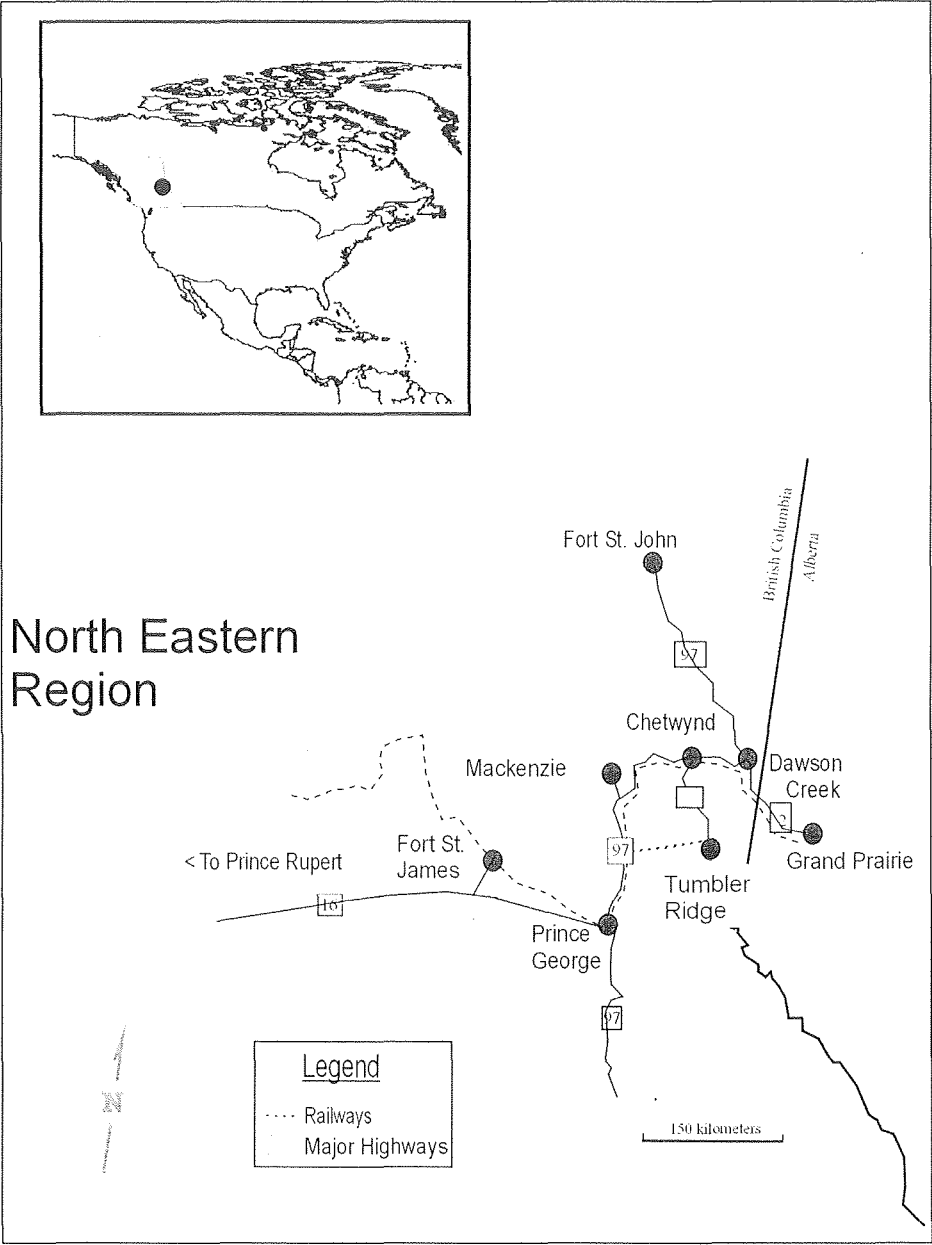 Fort St. John
British Columbia
Alberta
North Eastern
Region
97
Chetwynd
Mackenzie
Dawson
Creek
2
Fort St.
James
< To Prince Rupert
97
Grand Prairie
Tumbler
Ridge
16
Prince
George
97
N
Legend
Railways
Major Highways
150 kilometers